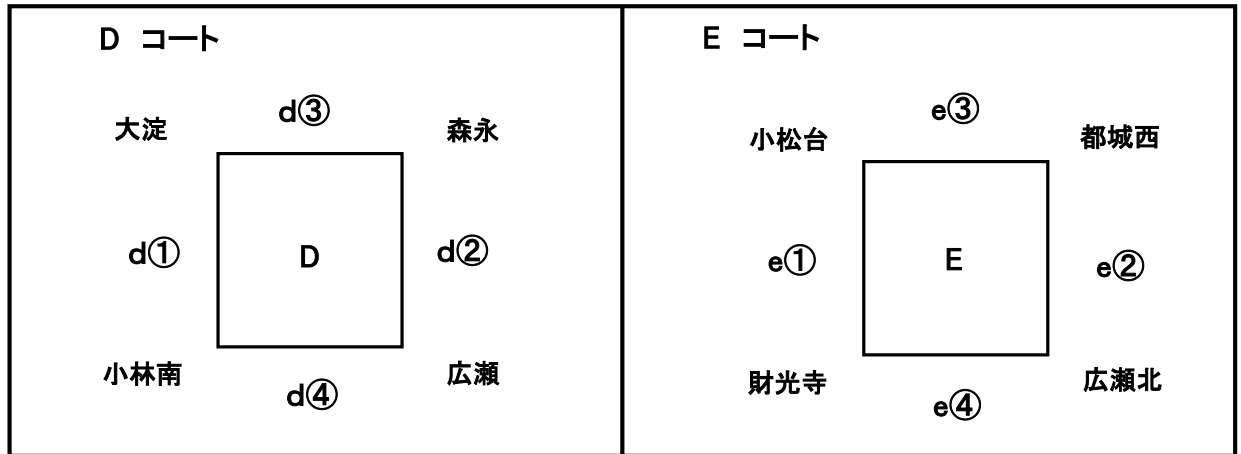 D コート
d③
大淀
森永
d①
D
d②
小林南
広瀬
d④
E コート
e③
小松台
都城西
e①
E
e②
財光寺
広瀬北
e④